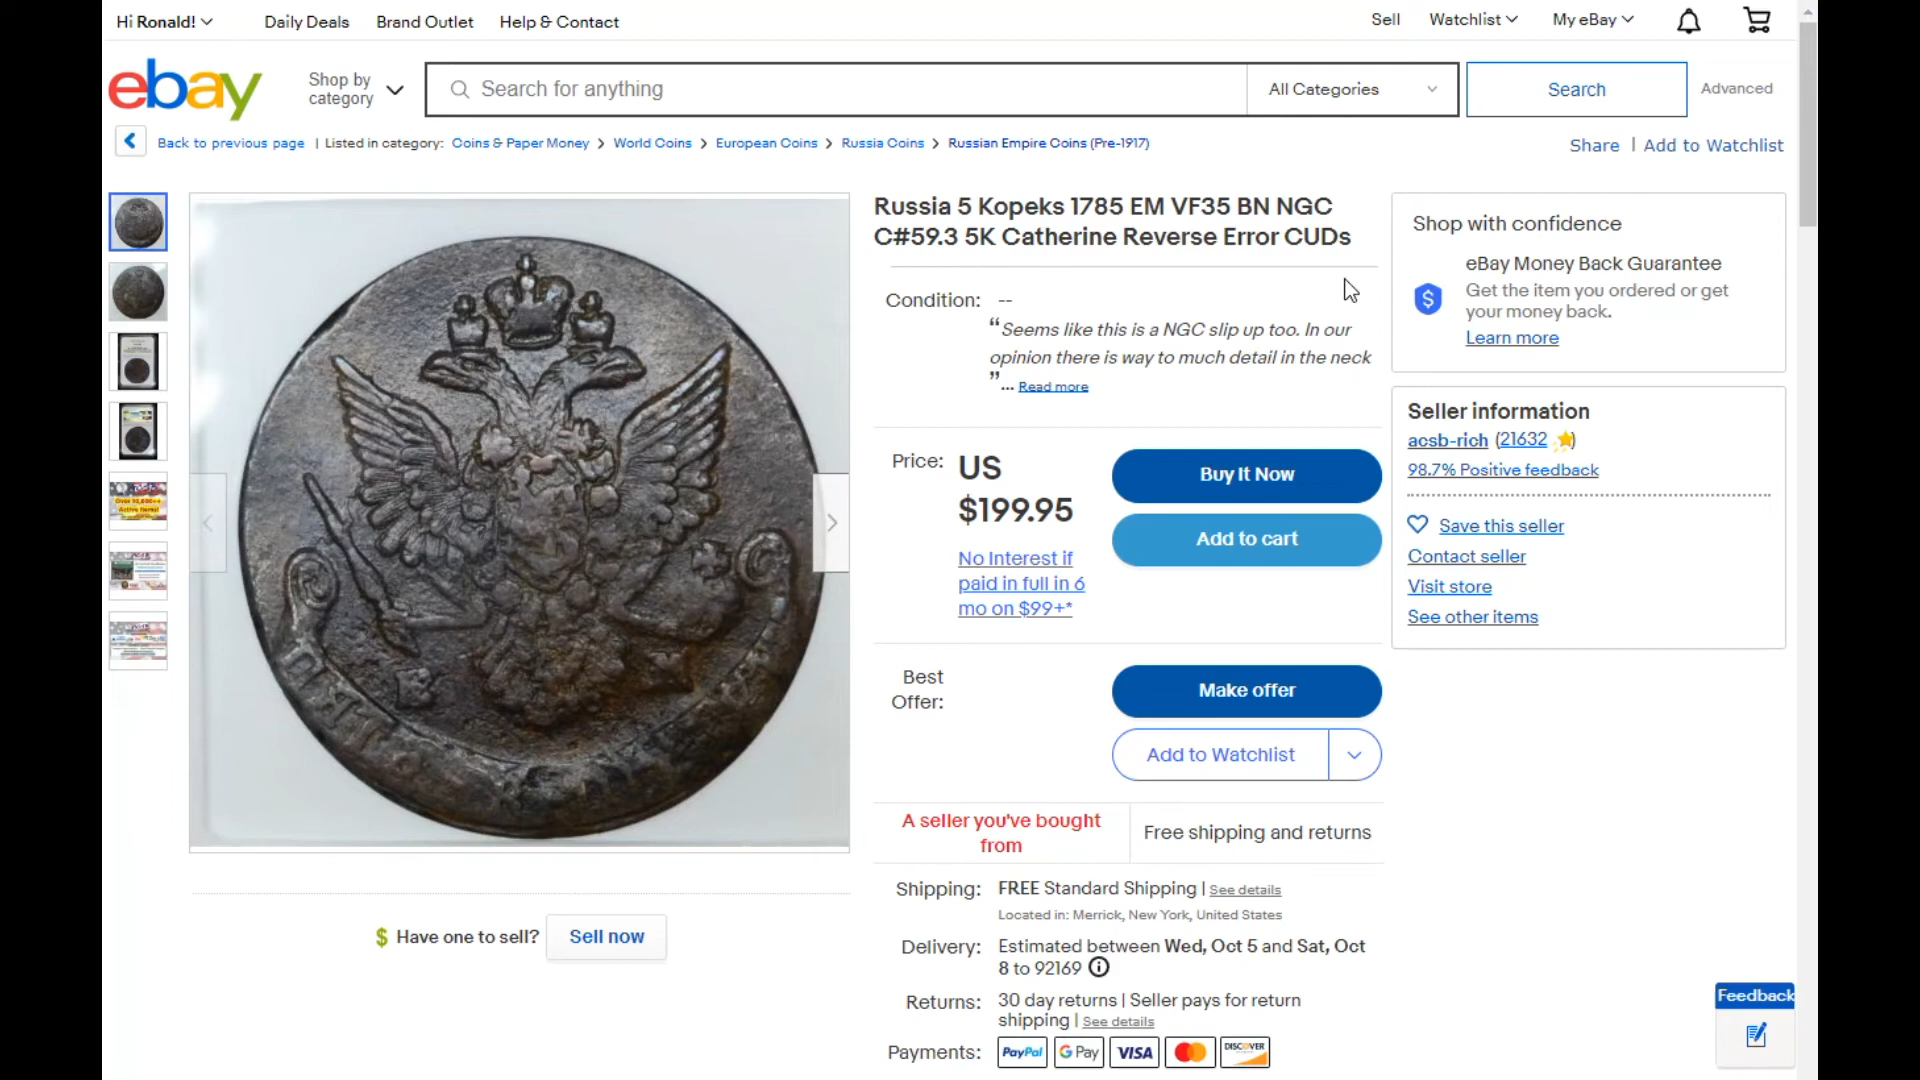 Hi Ronald!
Daily Deals
Brand Outlet
Help & Contact
Sell
Watchlist
My eBay
ebay
Shop by
category
Search for anything
All Categories
Search
Advanced
Back to previous page | Listed in category: Coins & Paper Money > World Coins > European Coins > Russia Coins > Russian Empire Coins (Pre-1917)
Share | Add to Watchlist
Russia 5 Kopeks 1785 EM VF35 BN NGC
C#59.3 5K Catherine Reverse Error CUDs
Condition: --
“Seems like this is a NGC slip up too. In our
opinion there is way to much detail in the neck
”... Read more
Price:
US
$199.95
No Interest if
paid in full in 6
mo on $99+*
Buy It Now
Add to cart
Best
Offer:
Make offer
Add to Watchlist
A seller you've bought
from
Free shipping and returns
Shipping: FREE Standard Shipping | See details
Located in: Merrick, New York, United States
Delivery: Estimated between Wed, Oct 5 and Sat, Oct
8 to 92169
Returns: 30 day returns | Seller pays for return
shipping | See details
Payments: PayPal G Pay VISA DISCOVER
Shop with confidence
eBay Money Back Guarantee
Get the item you ordered or get
your money back.
Learn more
Seller information
acsb-rich (21632)
98.7% Positive feedback
Save this seller
Contact seller
Visit store
See other items
$ Have one to sell?
Sell now
Feedback